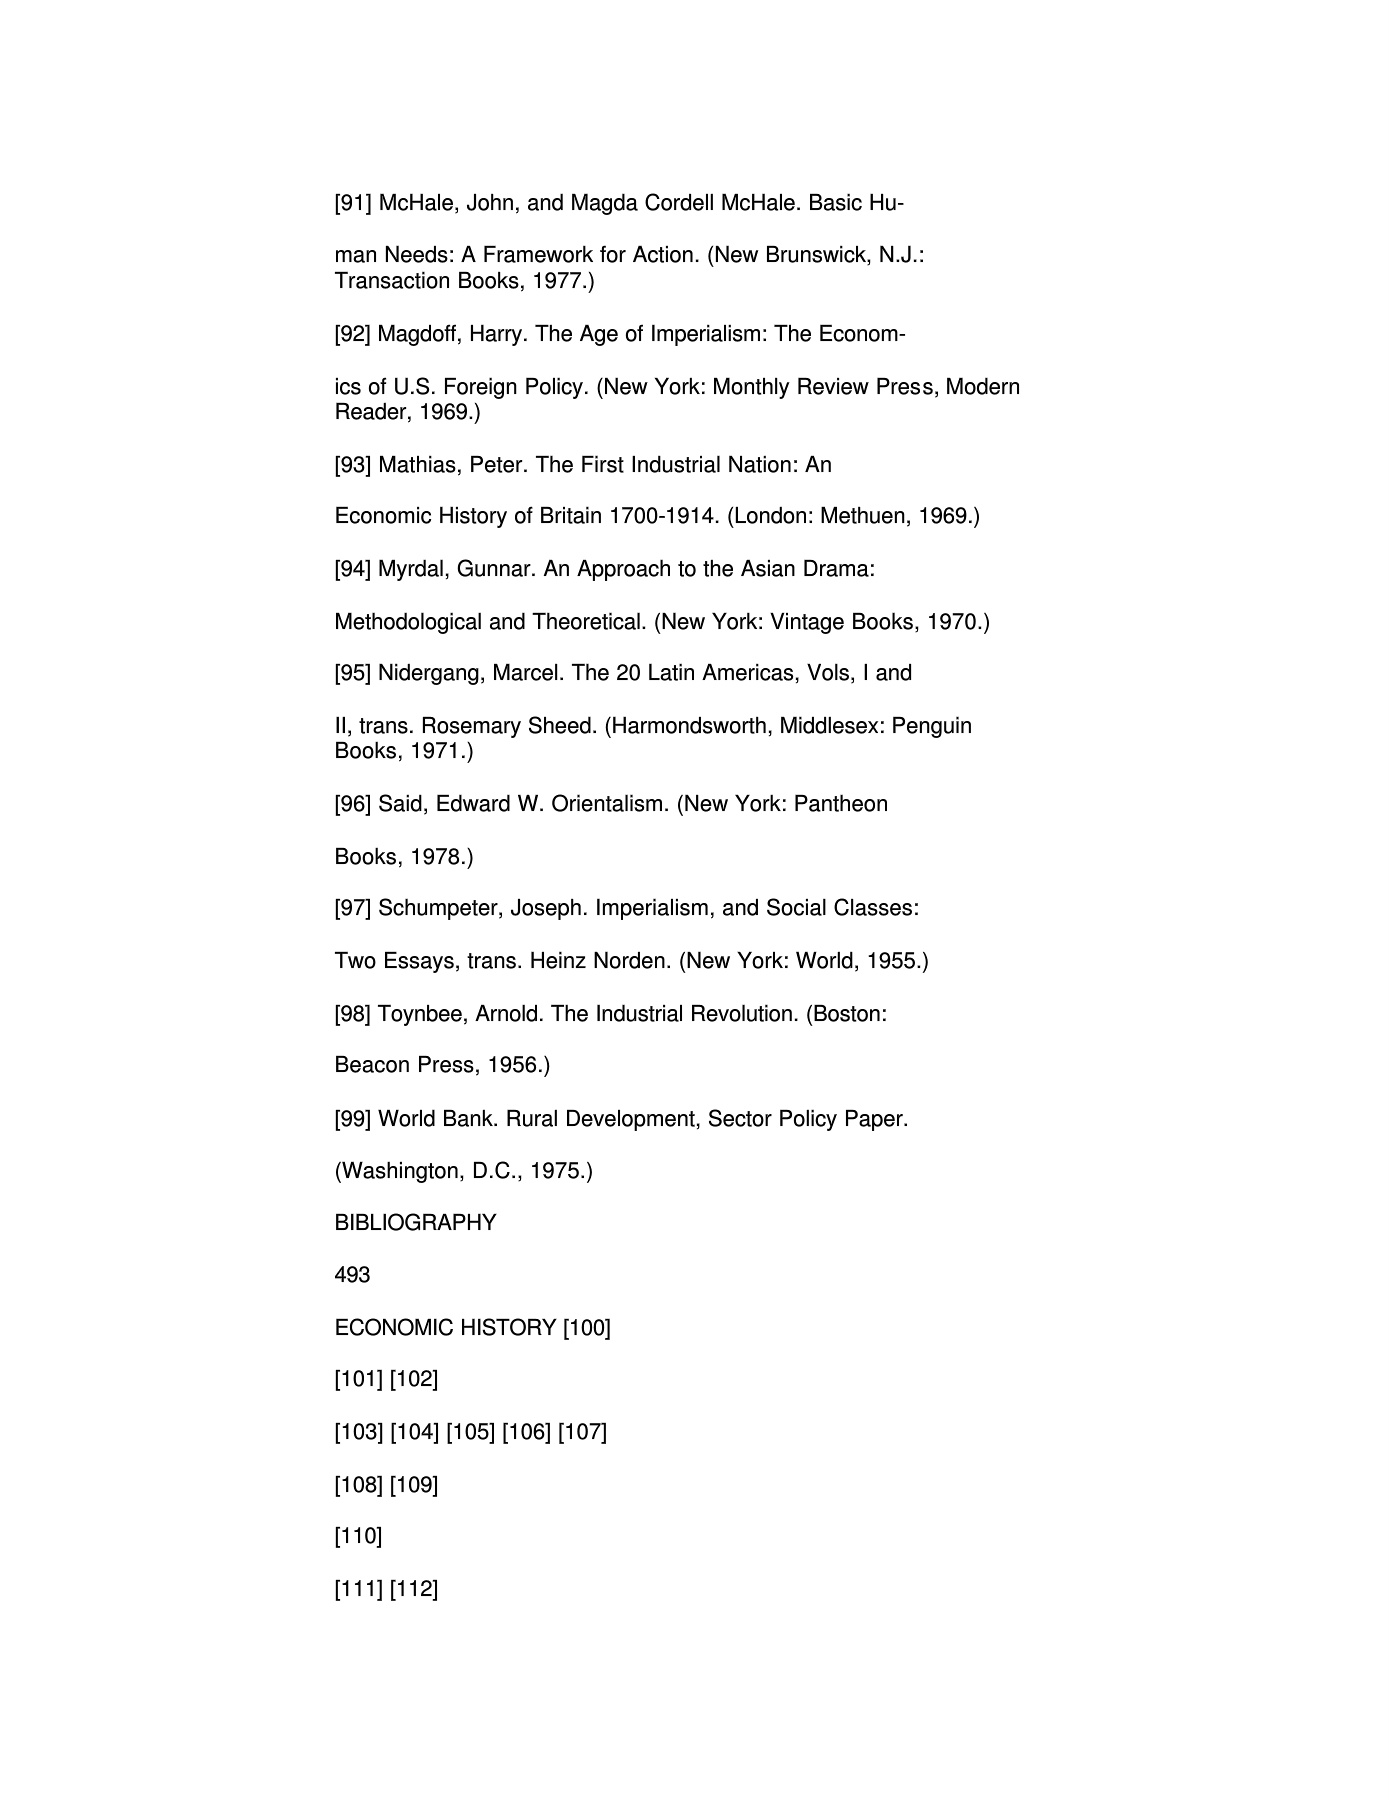 [91] McHale, John, and Magda Cordell McHale. Basic Hu-
man Needs: A Framework for Action. (New Brunswick, N.J.:
Transaction Books, 1977.)
[92] Magdoff, Harry. The Age of Imperialism: The Econom-
ics of U.S. Foreign Policy. (New York: Monthly Review Press, Modern
Reader, 1969.)
[93] Mathias, Peter. The First Industrial Nation: An
Economic History of Britain 1700-1914. (London: Methuen, 1969.)
[94] Myrdal, Gunnar. An Approach to the Asian Drama:
Methodological and Theoretical. (New York: Vintage Books, 1970.)
[95] Nidergang, Marcel. The 20 Latin Americas, Vols, I and
II, trans. Rosemary Sheed. (Harmondsworth, Middlesex: Penguin
Books, 1971.)
[96] Said, Edward W. Orientalism. (New York: Pantheon
Books, 1978.)
[97] Schumpeter, Joseph. Imperialism, and Social Classes:
Two Essays, trans. Heinz Norden. (New York: World, 1955.)
[98] Toynbee, Arnold. The Industrial Revolution. (Boston:
Beacon Press, 1956.)
[99] World Bank. Rural Development, Sector Policy Paper.
(Washington, D.C., 1975.)
BIBLIOGRAPHY
493
ECONOMIC HISTORY [100]
[101] [102]
[103] [104] [105] [106] [107]
[108] [109]
[110]
[111] [112]